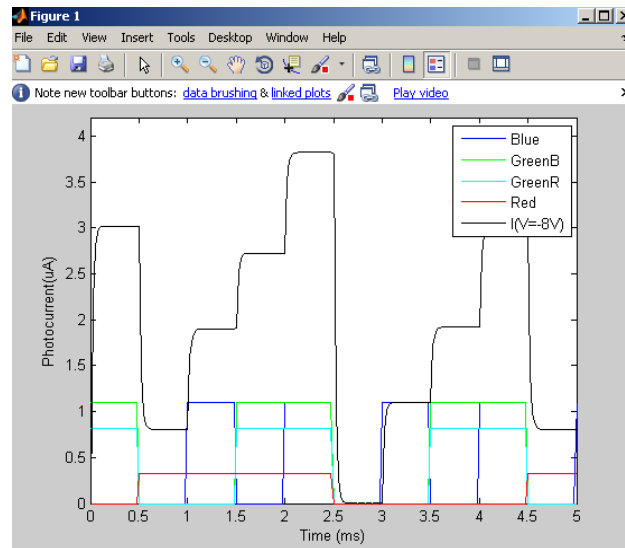 Figure 1
File Edit View Insert Tools Desktop Window Help
Note new toolbar buttons: data brushing & linked plots Play video
Blue
GreenB
GreenR
Red
I(V=-8V)
4
3.5
3
2.5
2
1.5
1
0.5
0
Photocurrent(uA)
0 0.5 1 1.5 2 2.5 3 3.5 4 4.5 5
Time (ms)